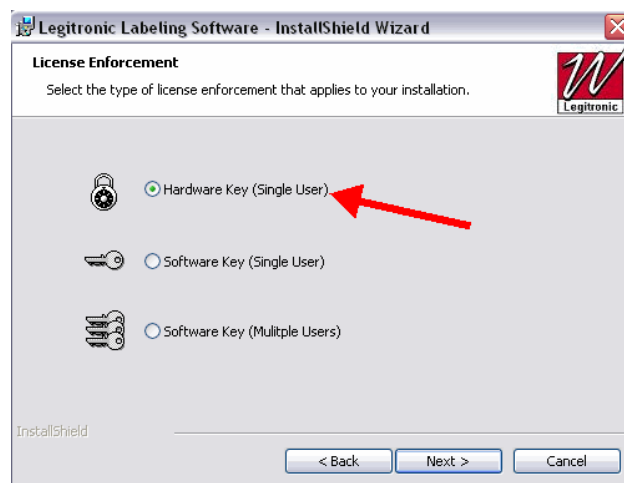 Legitronic Labeling Software - InstallShield Wizard
License Enforcement
Select the type of license enforcement that applies to your installation.
Legitronic
Hardware Key (Single User)
Software Key (Single User)
Software Key (Mulitple Users)
InstallShield
< Back
Next >
Cancel